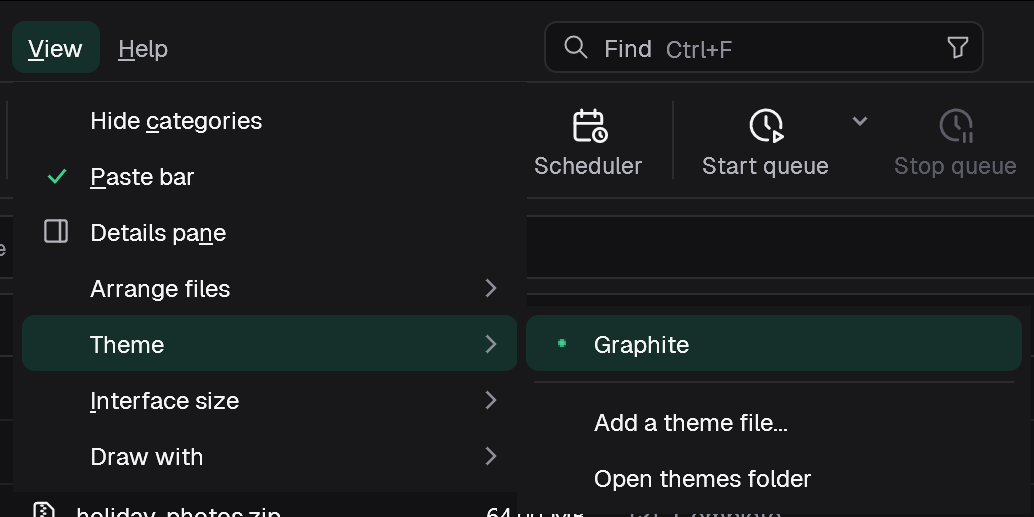 View Help
Find Ctrl+F
Hide categories
Scheduler
Start queue
Stop queue
Paste bar
Details pane
Arrange files
Theme
Graphite
Interface size
Add a theme file...
Draw with
Open themes folder
holiday_photos.zip